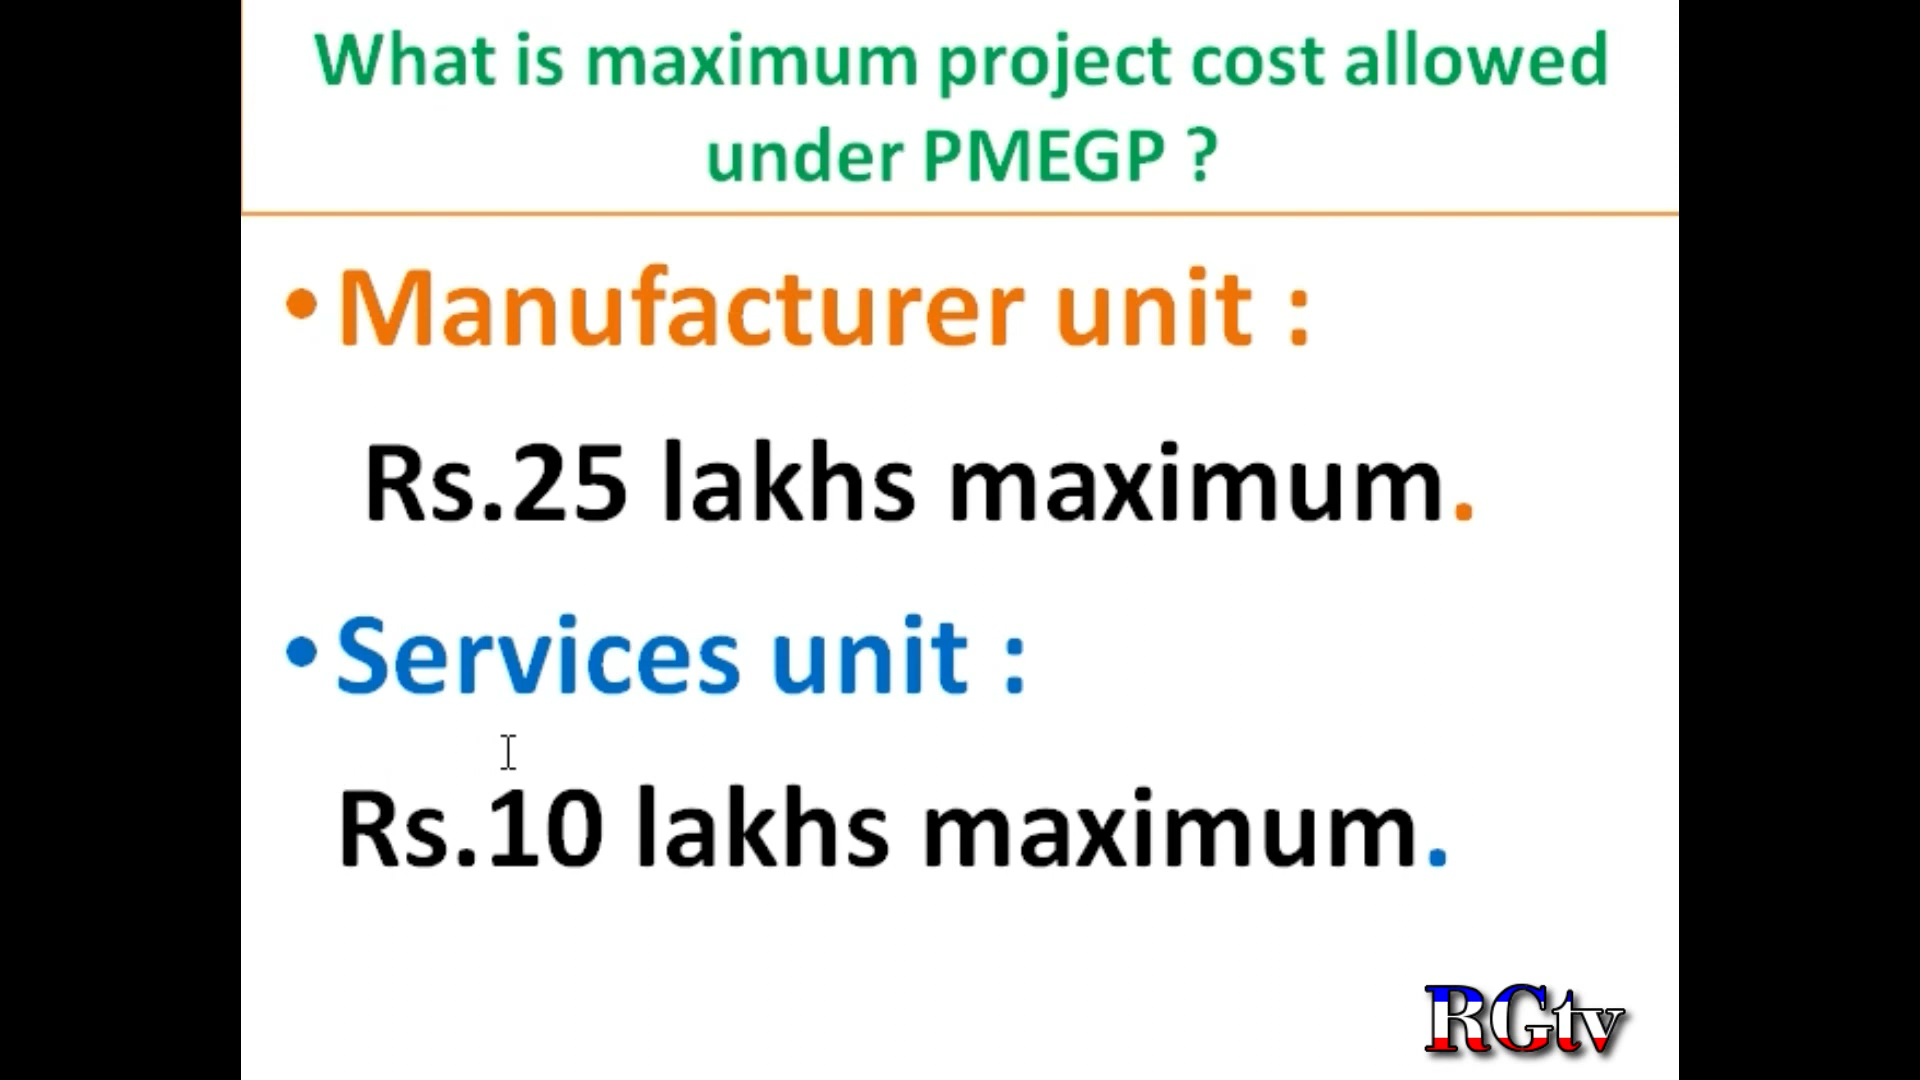 What is maximum project cost allowed
under PMEGP ?
•Manufacturer unit :
Rs.25 lakhs maximum.
•Services unit :
Rs.10 lakhs maximum.
RGtv